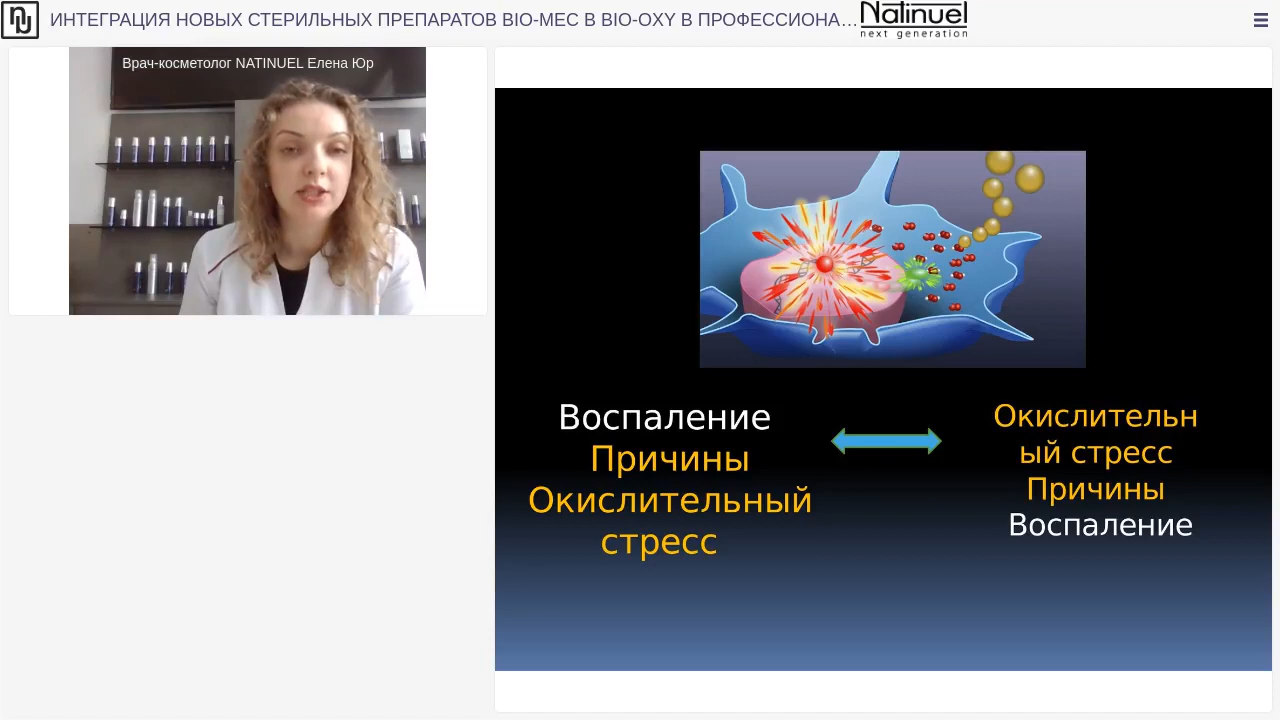 ИНТЕГРАЦИЯ НОВЫХ СТЕРИЛЬНЫХ ПРЕПАРАТОВ BIO-MEC В BIO-OXY В ПРОФЕССИОНА...
Natinuel
next generation
Врач-косметолог NATINUEL Елена Юр
Воспаление
Причины
Окислительный
стресс
Окислительн
ый стресс
Причины
Воспаление